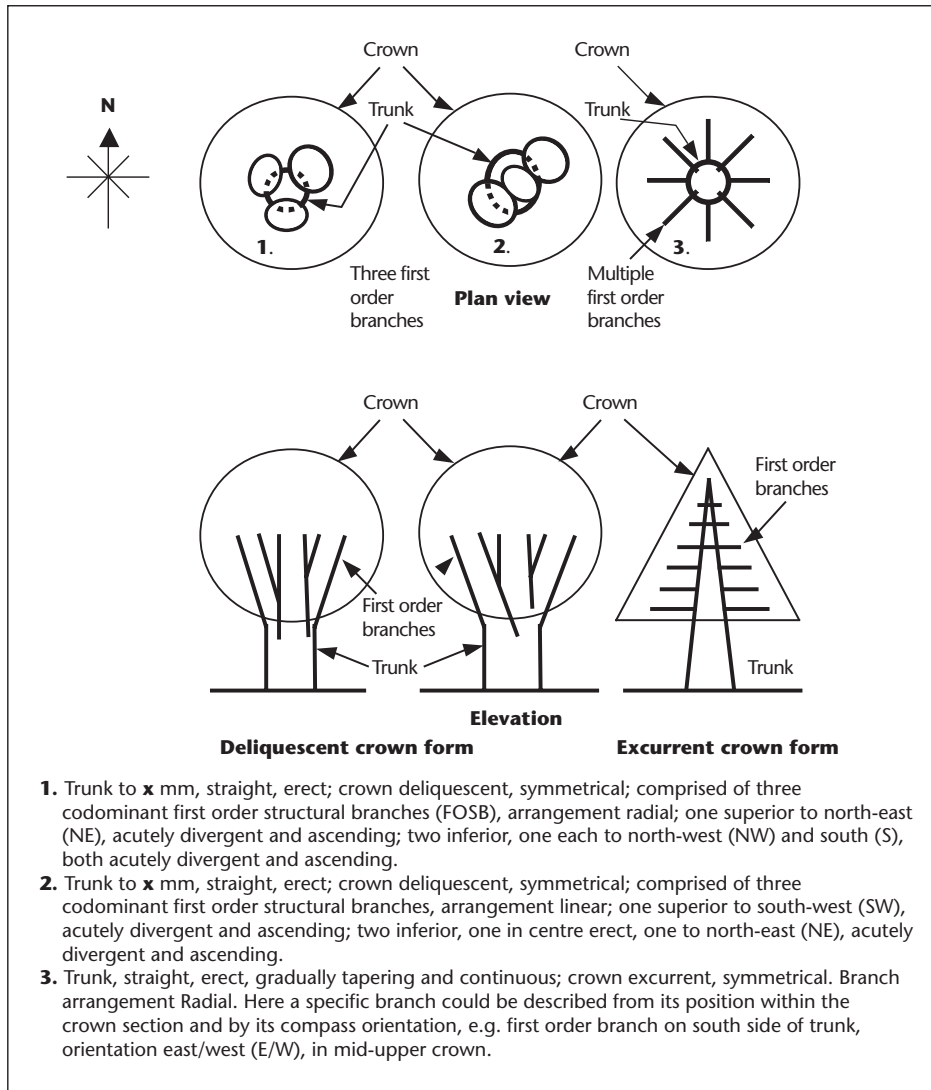 Crown
Crown
N
Trunk
Trunk
1.
2.
3.
Three first
order
branches
Plan view
Multiple
first order
branches
Crown
Crown
First order
branches
First order
branches
Trunk
Trunk
Elevation
Deliquescent crown form
Excurrent crown form
1. Trunk to x mm, straight, erect; crown deliquescent, symmetrical; comprised of three
codominant first order structural branches (FOSB), arrangement radial; one superior to north-east
(NE), acutely divergent and ascending; two inferior, one each to north-west (NW) and south (S),
both acutely divergent and ascending.
2. Trunk to x mm, straight, erect; crown deliquescent, symmetrical; comprised of three
codominant first order structural branches, arrangement linear; one superior to south-west (SW),
acutely divergent and ascending; two inferior, one in centre erect, one to north-east (NE), acutely
divergent and ascending.
3. Trunk, straight, erect, gradually tapering and continuous; crown excurrent, symmetrical. Branch
arrangement Radial. Here a specific branch could be described from its position within the
crown section and by its compass orientation, e.g. first order branch on south side of trunk,
orientation east/west (E/W), in mid-upper crown.